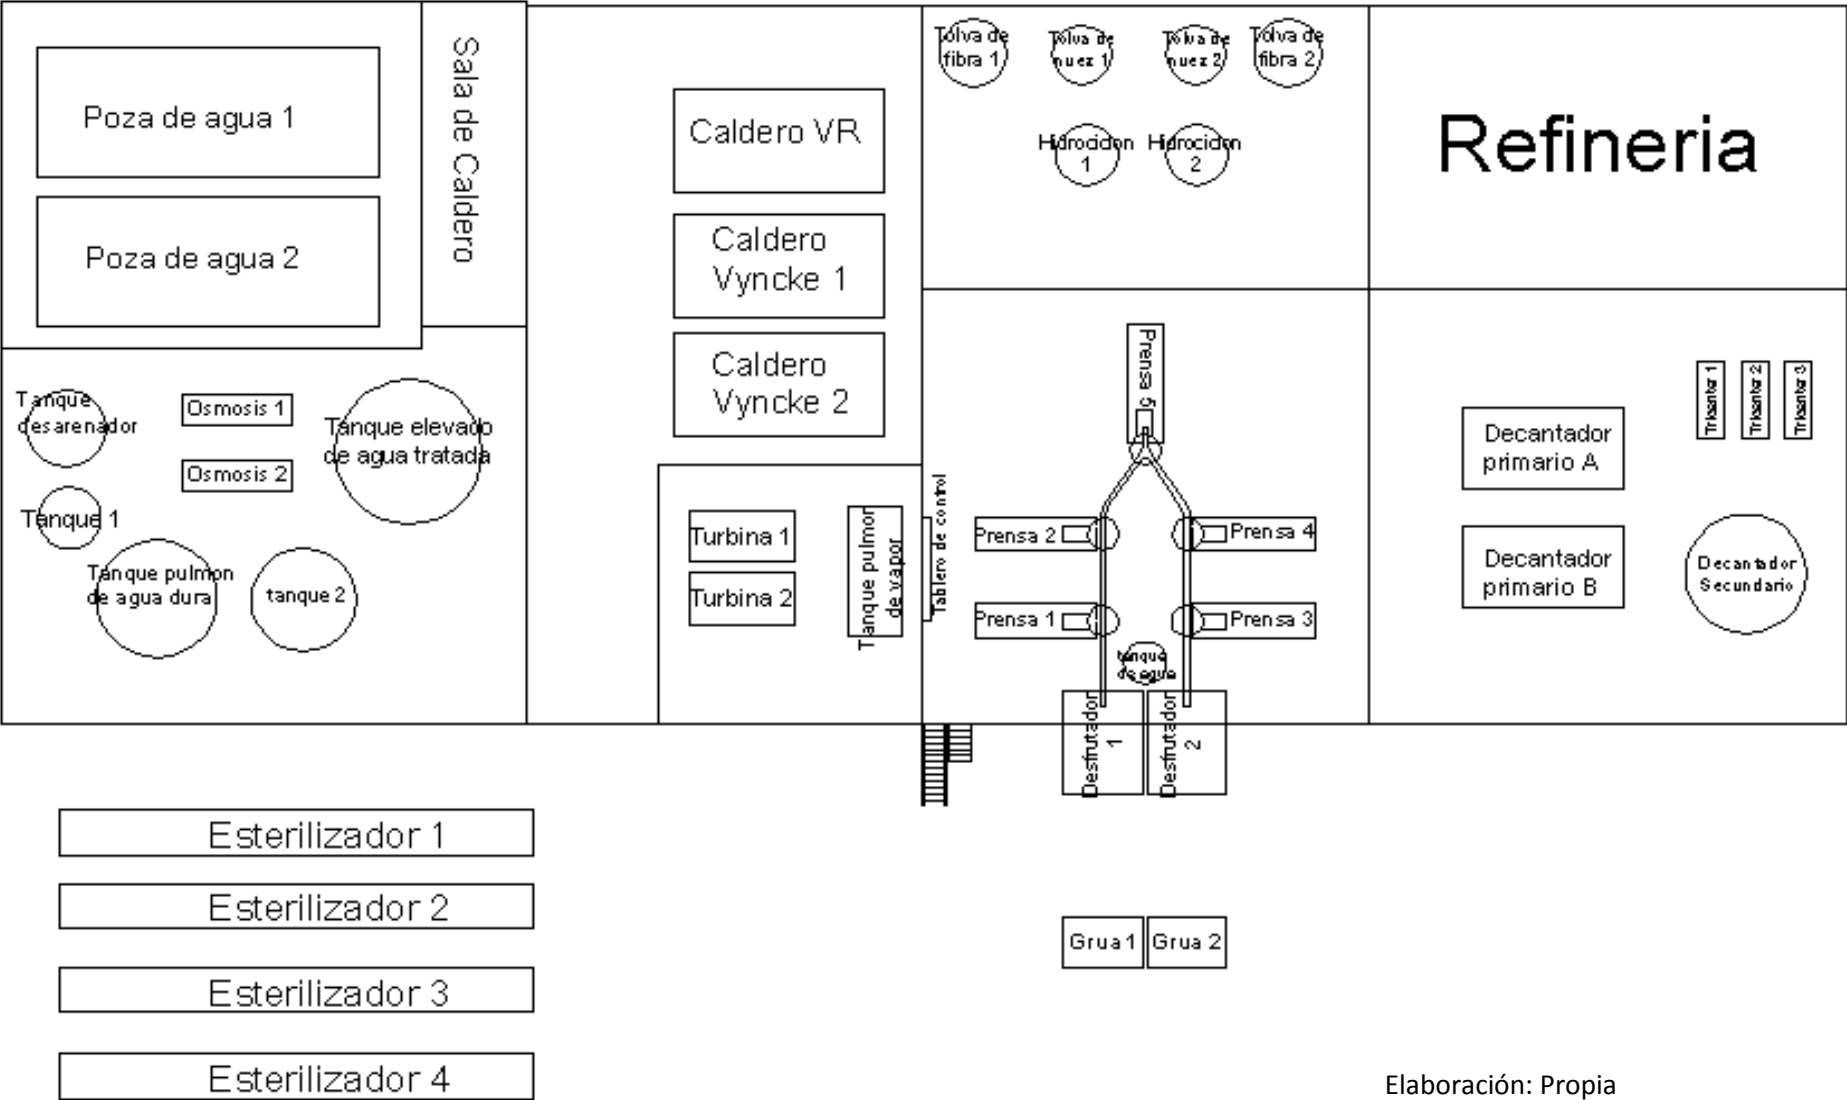 Poza de agua 1
Poza de agua 2
Sala de Caldero
Caldero VR
Caldero
Vyncke 1
Caldero
Vyncke 2
Tolva de
fibra 1
Tolva de
nuez 1
Tolva de
nuez 2
Tolva de
fibra 2
Hidrociclon
1
Hidrociclon
2
Refineria
Tanque
desarenador
Osmosis 1
Osmosis 2
Tanque elevado
de agua tratada
Tanque 1
Tanque pulmon
de agua dura
tanque 2
Turbina 1
Turbina 2
Tanque pulmon
de vapor
Tablero de control
Prensa 5
Prensa 2
Prensa 4
Prensa 1
Prensa 3
tanque
de agua
Desfrutador
1
Desfrutador
2
Decantador
primario A
Decantador
primario B
Trikanter 1
Trikanter 2
Trikanter 3
Decantador
Secundario
Esterilizador 1
Esterilizador 2
Esterilizador 3
Esterilizador 4
Grua 1
Grua 2
Elaboración: Propia